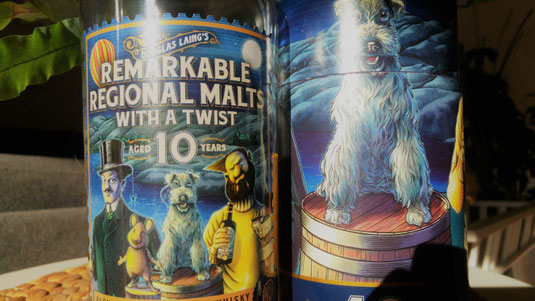 DOUGLAS LAING'S
REMARKABLE
REGIONAL MALTS
WITH A TWIST
AGED 10 YEARS